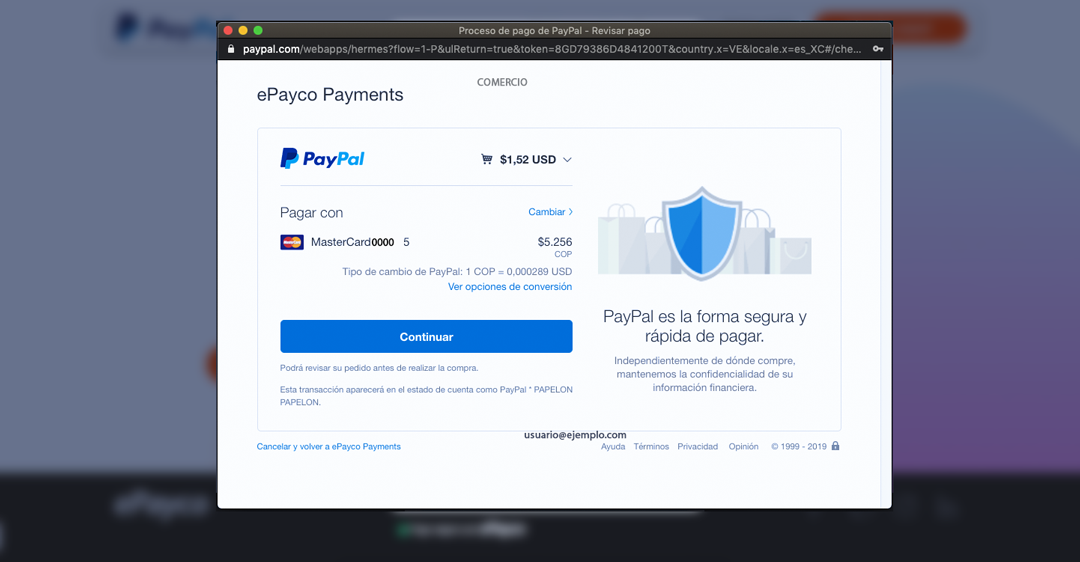 Proceso de pago de PayPal - Revisar pago
paypal.com/webapps/hermes?flow=1-P&ulReturn=true&token=8GD79386D4841200T&country.x=VE&locale.x=es_XC#/che...
COMERCIO
ePayco Payments
PayPal
$1,52 USD
Pagar con
Cambiar
MasterCard0000 5
$5.256
COP
Tipo de cambio de PayPal: 1 COP = 0,000289 USD
Ver opciones de conversión
Continuar
Podrá revisar su pedido antes de realizar la compra.
Esta transacción aparecerá en el estado de cuenta como PayPal * PAPELON
PAPELON.
PayPal es la forma segura y
rápida de pagar.
Independientemente de dónde compre,
mantenemos la confidencialidad de su
información financiera.
usuario@ejemplo.com
Cancelar y volver a ePayco Payments
Ayuda Términos Privacidad Opinión © 1999 - 2019
ePayco